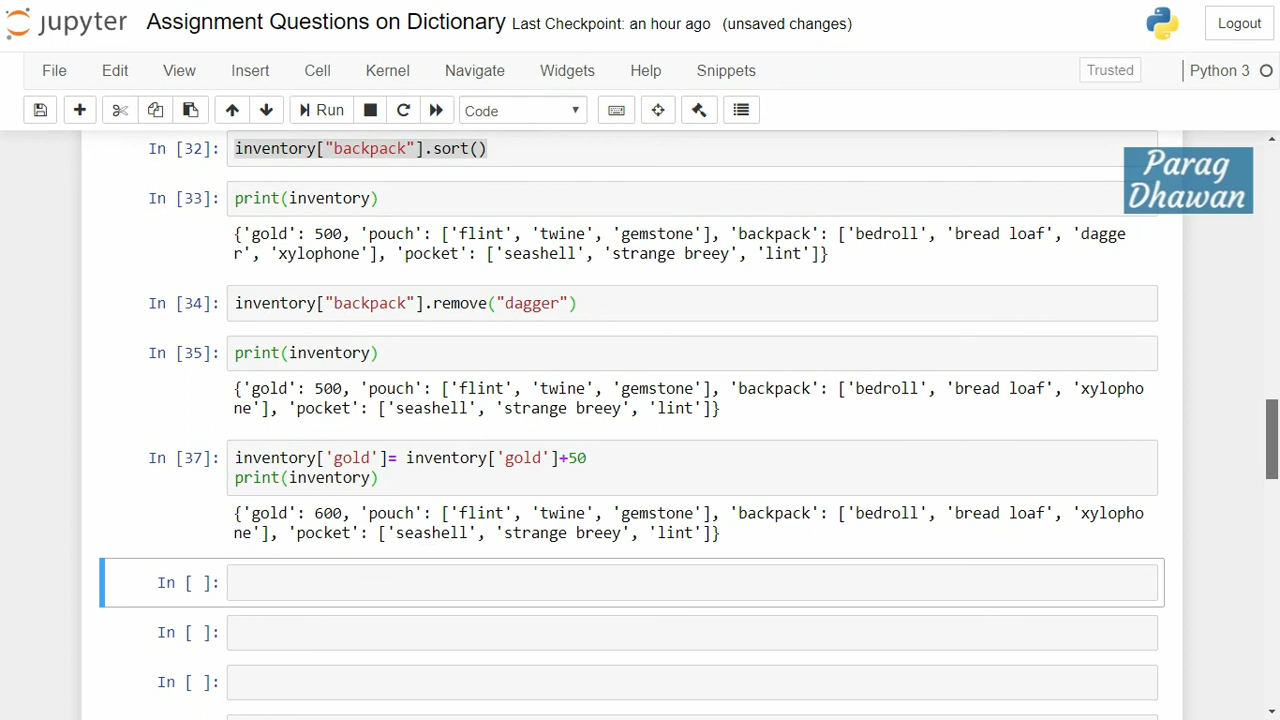 jupyter Assignment Questions on Dictionary Last Checkpoint: an hour ago (unsaved changes) Logout
File Edit View Insert Cell Kernel Navigate Widgets Help Snippets Trusted Python 3
Run Code
In [32]: inventory["backpack"].sort()
Parag
Dhawan
In [33]: print(inventory)
{'gold': 500, 'pouch': ['flint', 'twine', 'gemstone'], 'backpack': ['bedroll', 'bread loaf', 'dagge
r', 'xylophone'], 'pocket': ['seashell', 'strange breey', 'lint']}
In [34]: inventory["backpack"].remove("dagger")
In [35]: print(inventory)
{'gold': 500, 'pouch': ['flint', 'twine', 'gemstone'], 'backpack': ['bedroll', 'bread loaf', 'xylopho
ne'], 'pocket': ['seashell', 'strange breey', 'lint']}
In [37]: inventory['gold']= inventory['gold']+50
print(inventory)
{'gold': 600, 'pouch': ['flint', 'twine', 'gemstone'], 'backpack': ['bedroll', 'bread loaf', 'xylopho
ne'], 'pocket': ['seashell', 'strange breey', 'lint']}
In [ ]:
In [ ]:
In [ ]: